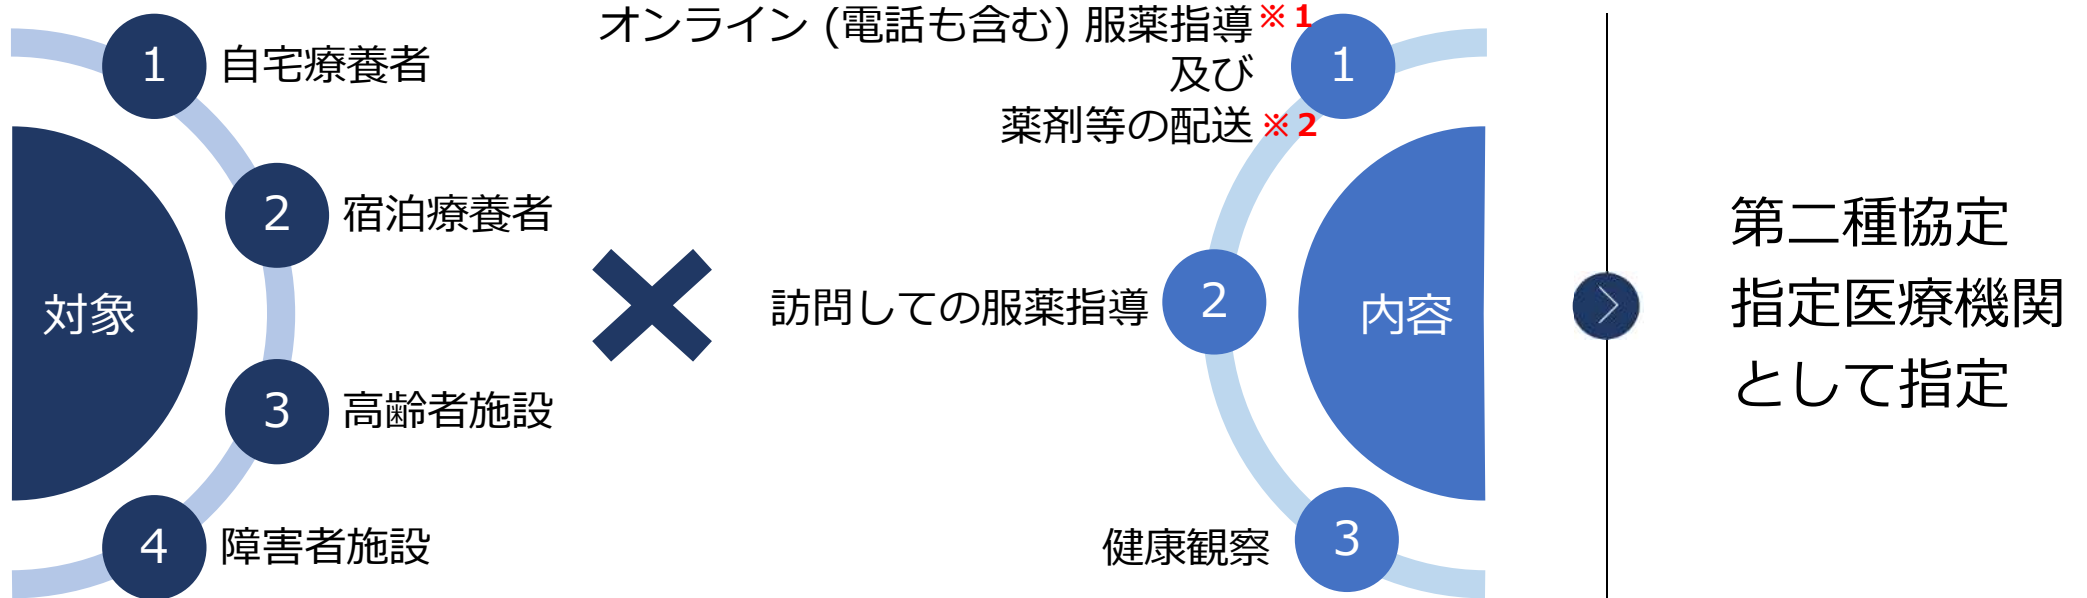 対象
1 自宅療養者
2 宿泊療養者
3 高齢者施設
4 障害者施設
内容
オンライン (電話も含む) 服薬指導※1
及び
薬剤等の配送※2
1
訪問しての服薬指導 2
健康観察 3
第二種協定
指定医療機関
として指定